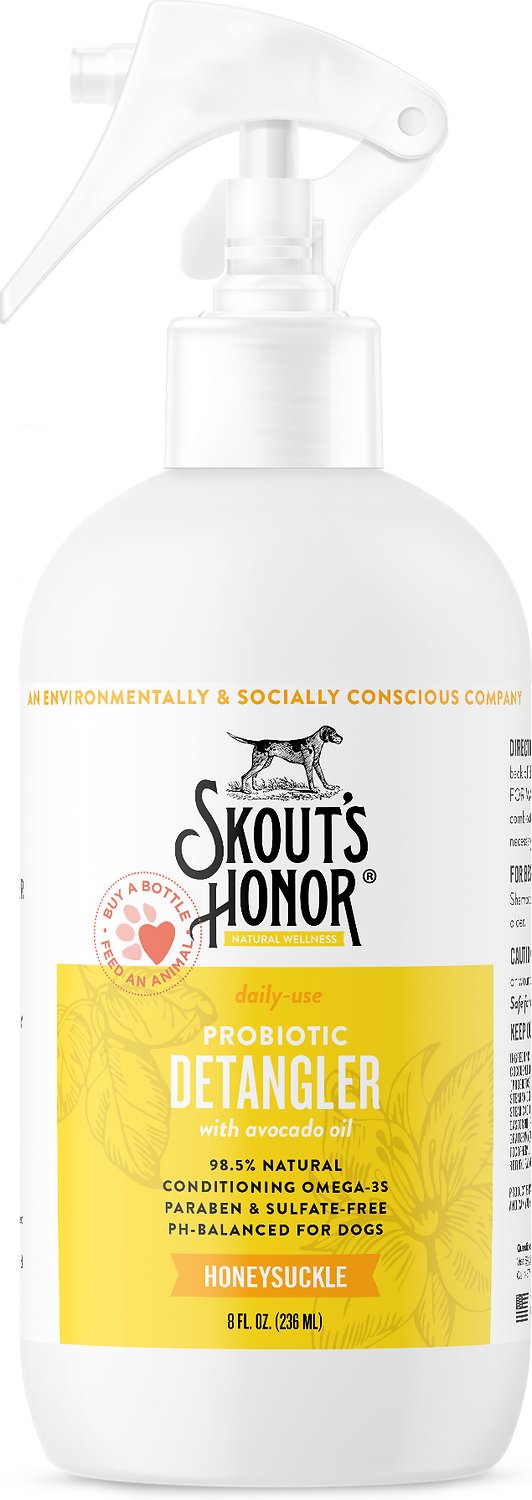 AN ENVIRONMENTALLY & SOCIALLY CONSCIOUS COMPANY
SKOUT'S
HONOR®
NATURAL WELLNESS
BUY A BOTTLE
FEED AN ANIMAL
daily-use
PROBIOTIC
DETANGLER
with avocado oil
98.5% NATURAL
CONDITIONING OMEGA-3S
PARABEN & SULFATE-FREE
PH-BALANCED FOR DOGS
HONEYSUCKLE
8 FL. OZ. (236 ML)